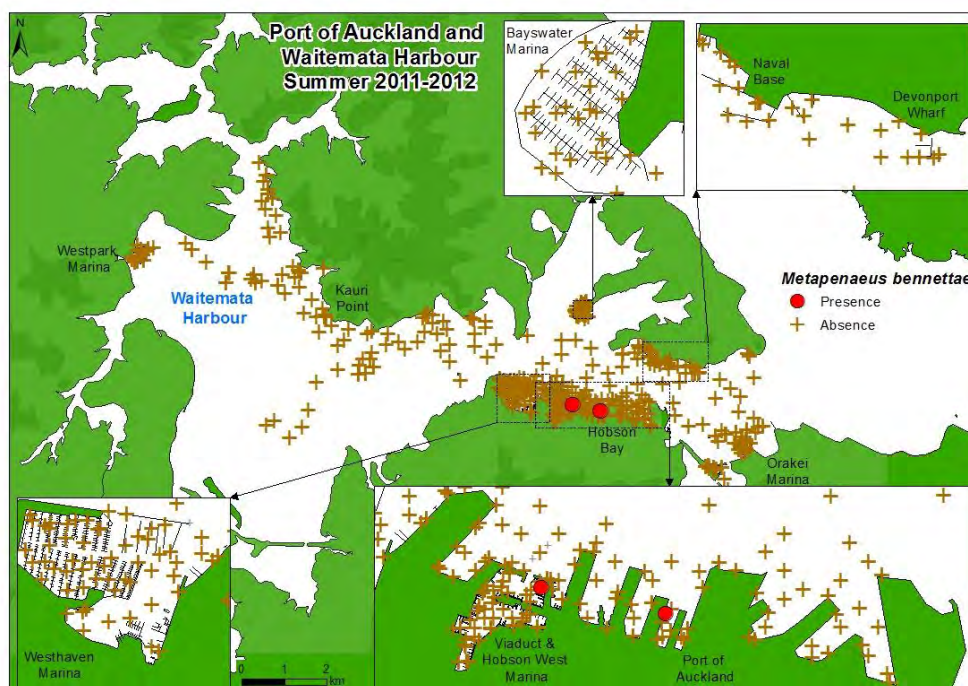 N
Port of Auckland and
Waitemata Harbour
Summer 2011-2012
Bayswater
Marina
Naval
Base
Devonport
Wharf
Westpark
Marina
Waitemata
Harbour
Kauri
Point
Metapenaeus bennettae
Presence
Absence
Hobson
Bay
Orakei
Marina
Westhaven
Marina
0 1 2
km
Viaduct &
Hobson West
Marina
Port of
Auckland